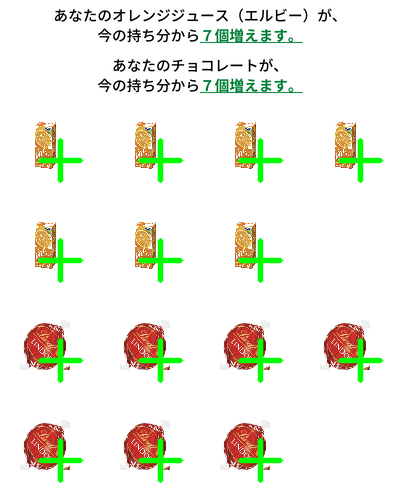 あなたのオレンジジュース（エルビー）が、
今の持ち分から７個増えます。
あなたのチョコレートが、
今の持ち分から７個増えます。